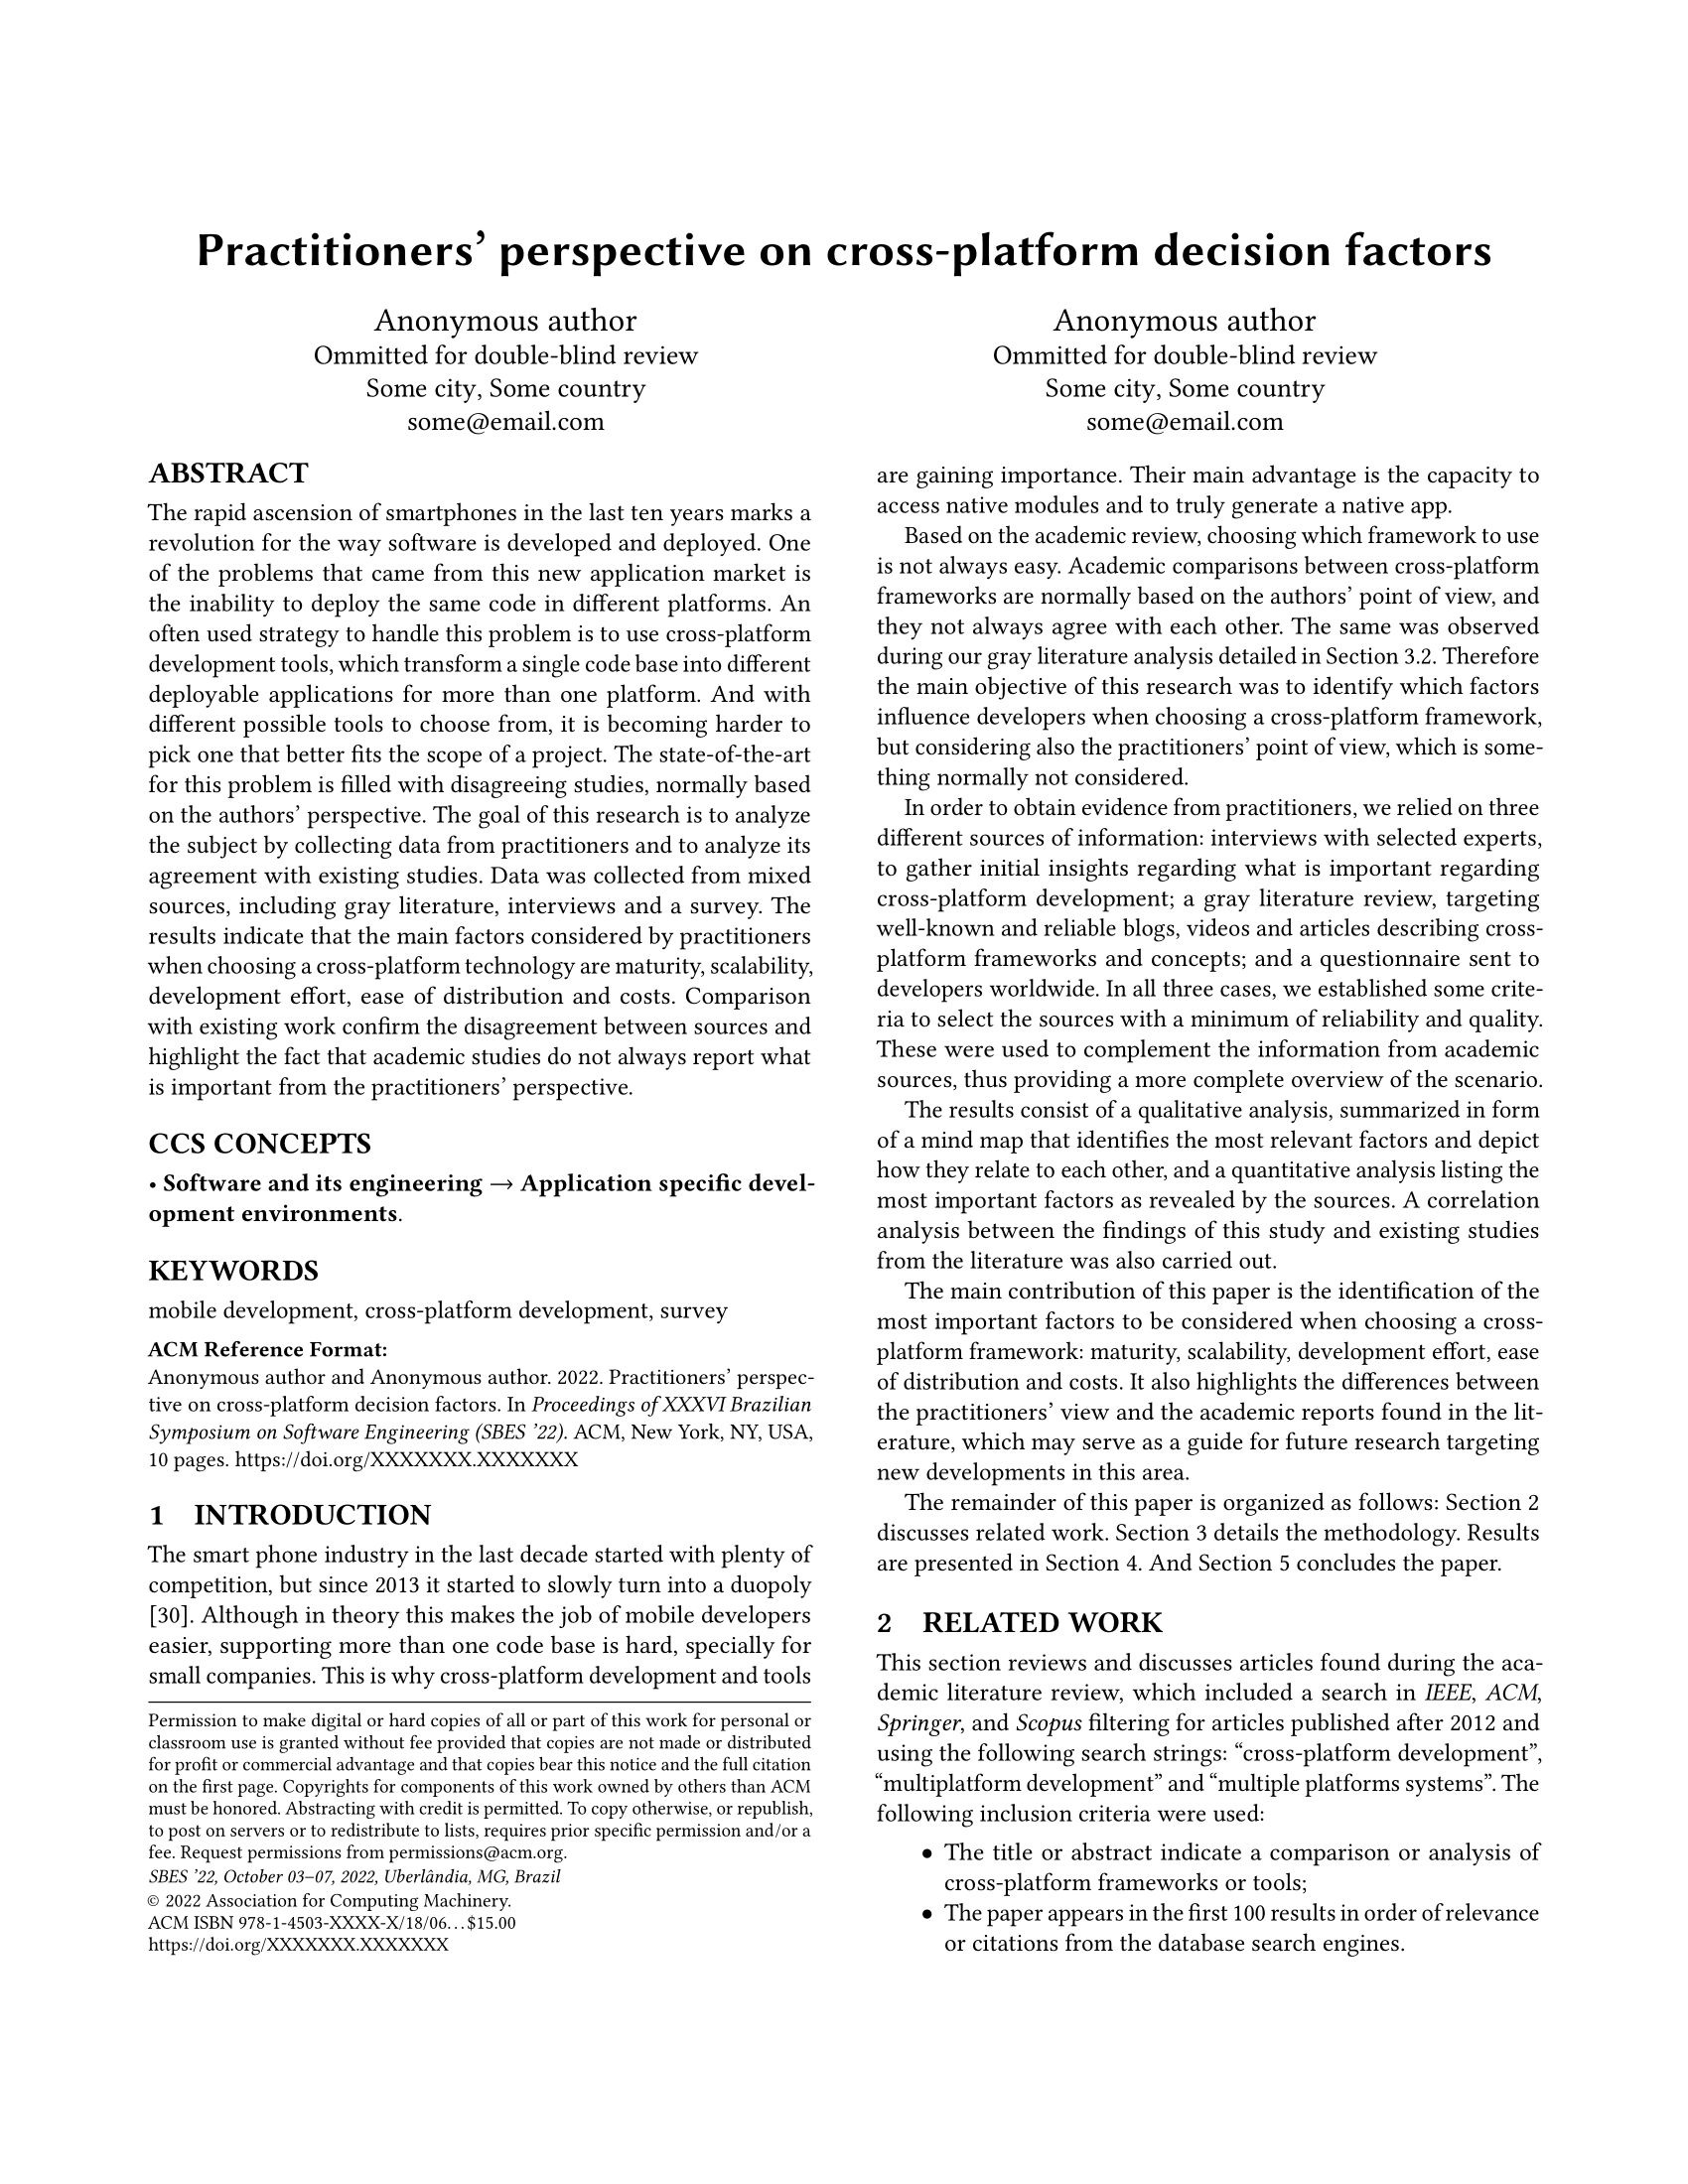 Practitioners’ perspective on cross-platform decision factors
Anonymous author
Ommitted for double-blind review
Some city, Some country
some@email.com
Anonymous author
Ommitted for double-blind review
Some city, Some country
some@email.com
ABSTRACT
The rapid ascension of smartphones in the last ten years marks a
revolution for the way software is developed and deployed. One
of the problems that came from this new application market is
the inability to deploy the same code in different platforms. An
often used strategy to handle this problem is to use cross-platform
development tools, which transform a single code base into different
deployable applications for more than one platform. And with
different possible tools to choose from, it is becoming harder to
pick one that better fits the scope of a project. The state-of-the-art
for this problem is filled with disagreeing studies, normally based
on the authors’ perspective. The goal of this research is to analyze
the subject by collecting data from practitioners and to analyze its
agreement with existing studies. Data was collected from mixed
sources, including gray literature, interviews and a survey. The
results indicate that the main factors considered by practitioners
when choosing a cross-platform technology are maturity, scalability,
development effort, ease of distribution and costs. Comparison
with existing work confirm the disagreement between sources and
highlight the fact that academic studies do not always report what
is important from the practitioners’ perspective.
CCS CONCEPTS
• Software and its engineering → Application specific devel-
opment environments.
KEYWORDS
mobile development, cross-platform development, survey
ACM Reference Format:
Anonymous author and Anonymous author. 2022. Practitioners’ perspec-
tive on cross-platform decision factors. In Proceedings of XXXVI Brazilian
Symposium on Software Engineering (SBES ’22). ACM, New York, NY, USA,
10 pages. https://doi.org/XXXXXXX.XXXXXXX
1 INTRODUCTION
The smart phone industry in the last decade started with plenty of
competition, but since 2013 it started to slowly turn into a duopoly
[30]. Although in theory this makes the job of mobile developers
easier, supporting more than one code base is hard, specially for
small companies. This is why cross-platform development and tools
Permission to make digital or hard copies of all or part of this work for personal or
classroom use is granted without fee provided that copies are not made or distributed
for profit or commercial advantage and that copies bear this notice and the full citation
on the first page. Copyrights for components of this work owned by others than ACM
must be honored. Abstracting with credit is permitted. To copy otherwise, or republish,
to post on servers or to redistribute to lists, requires prior specific permission and/or a
fee. Request permissions from permissions@acm.org.
SBES ’22, October 03–07, 2022, Uberlândia, MG, Brazil
© 2022 Association for Computing Machinery.
ACM ISBN 978-1-4503-XXXX-X/18/06...$15.00
https://doi.org/XXXXXXX.XXXXXXX
are gaining importance. Their main advantage is the capacity to
access native modules and to truly generate a native app.
Based on the academic review, choosing which framework to use
is not always easy. Academic comparisons between cross-platform
frameworks are normally based on the authors’ point of view, and
they not always agree with each other. The same was observed
during our gray literature analysis detailed in Section 3.2. Therefore
the main objective of this research was to identify which factors
influence developers when choosing a cross-platform framework,
but considering also the practitioners’ point of view, which is some-
thing normally not considered.
In order to obtain evidence from practitioners, we relied on three
different sources of information: interviews with selected experts,
to gather initial insights regarding what is important regarding
cross-platform development; a gray literature review, targeting
well-known and reliable blogs, videos and articles describing cross-
platform frameworks and concepts; and a questionnaire sent to
developers worldwide. In all three cases, we established some crite-
ria to select the sources with a minimum of reliability and quality.
These were used to complement the information from academic
sources, thus providing a more complete overview of the scenario.
The results consist of a qualitative analysis, summarized in form
of a mind map that identifies the most relevant factors and depict
how they relate to each other, and a quantitative analysis listing the
most important factors as revealed by the sources. A correlation
analysis between the findings of this study and existing studies
from the literature was also carried out.
The main contribution of this paper is the identification of the
most important factors to be considered when choosing a cross-
platform framework: maturity, scalability, development effort, ease
of distribution and costs. It also highlights the differences between
the practitioners’ view and the academic reports found in the lit-
erature, which may serve as a guide for future research targeting
new developments in this area.
The remainder of this paper is organized as follows: Section 2
discusses related work. Section 3 details the methodology. Results
are presented in Section 4. And Section 5 concludes the paper.
2 RELATED WORK
This section reviews and discusses articles found during the aca-
demic literature review, which included a search in IEEE, ACM,
Springer, and Scopus filtering for articles published after 2012 and
using the following search strings: “cross-platform development”,
“multiplatform development” and “multiple platforms systems”. The
following inclusion criteria were used:
• The title or abstract indicate a comparison or analysis of
cross-platform frameworks or tools;
• The paper appears in the first 100 results in order of relevance
or citations from the database search engines.